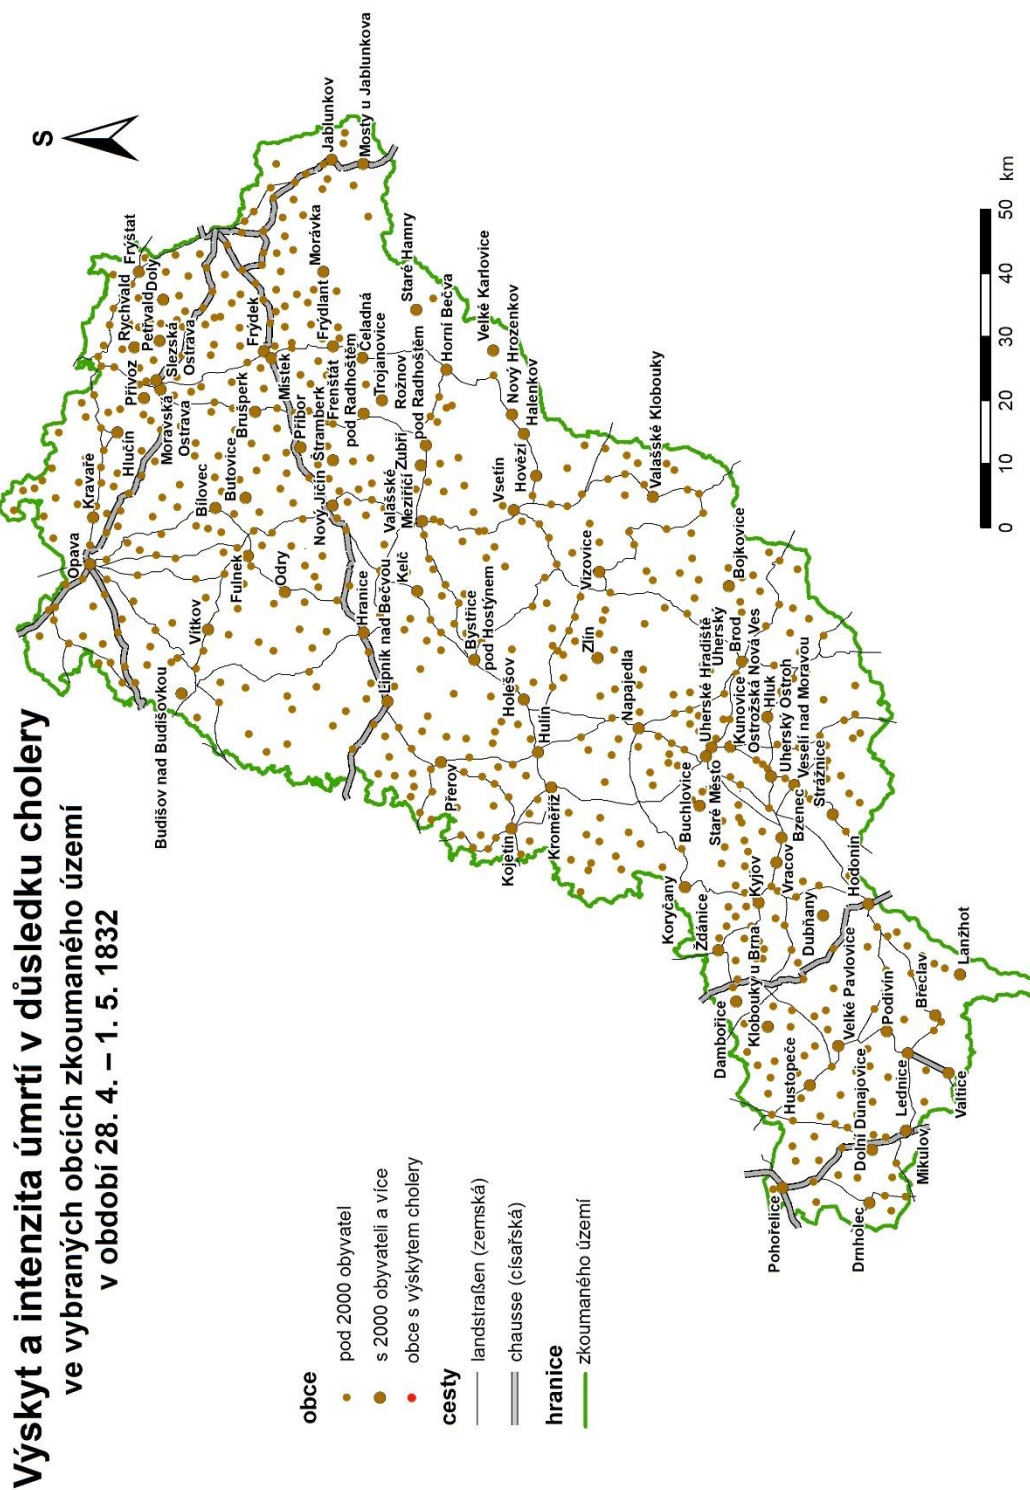 Výskyt a intenzita úmrtí v důsledku cholery
ve vybraných obcích zkoumaného území
v období 28. 4. – 1. 5. 1832
obce
pod 2000 obyvatel
s 2000 obyvateli a více
obce s výskytem cholery
cesty
landstraßen (zemská)
chausse (císařská)
hranice
zkoumaného území
S
Opava
Kravaře
Hlučín
Přívoz
Rychvald
Frýštat
Petřvald
Doly
Slezská
Ostrava
Moravská
Ostrava
Budišov nad Budišovkou
Vítkov
Bílovec
Butovice
Brušperk
Fulnek
Odry
Frýdek
Místek
Příbor
Nový Jičín
Štramberk
Frenštát
pod Radhoštěm
Frýdlant
Morávka
Jablunkov
Mosty u Jablunkova
Čeladná
Trojanovice
Staré Hamry
Hranice
Lipník nad Bečvou
Kelč
Valašské
Meziříčí
Zubří
Rožnov
pod Radhoštěm
Horní Bečva
Velké Karlovice
Nový Hrozenkov
Halenkov
Hovězí
Vsetín
Bystřice
pod Hostýnem
Holešov
Přerov
Kojetín
Kroměříž
Hulín
Zlín
Vizovice
Valašské Klobouky
Napajedla
Bojkovice
Uherské Hradiště
Uherský
Brod
Kunovice
Ostrožská Nová Ves
Hluk
Uherský Ostroh
Veselí nad Moravou
Strážnice
Buchlovice
Staré Město
Bzenec
Vracov
Koryčany
Ždánice
Kyjov
Dubňany
Hodonín
Dambořice
Klobouky u Brna
Hustopeče
Velké Pavlovice
Podivín
Břeclav
Lanžhot
Dolní Dunajovice
Lednice
Valtice
Mikulov
Pohořelice
Drnholec
0 10 20 30 40 50
km